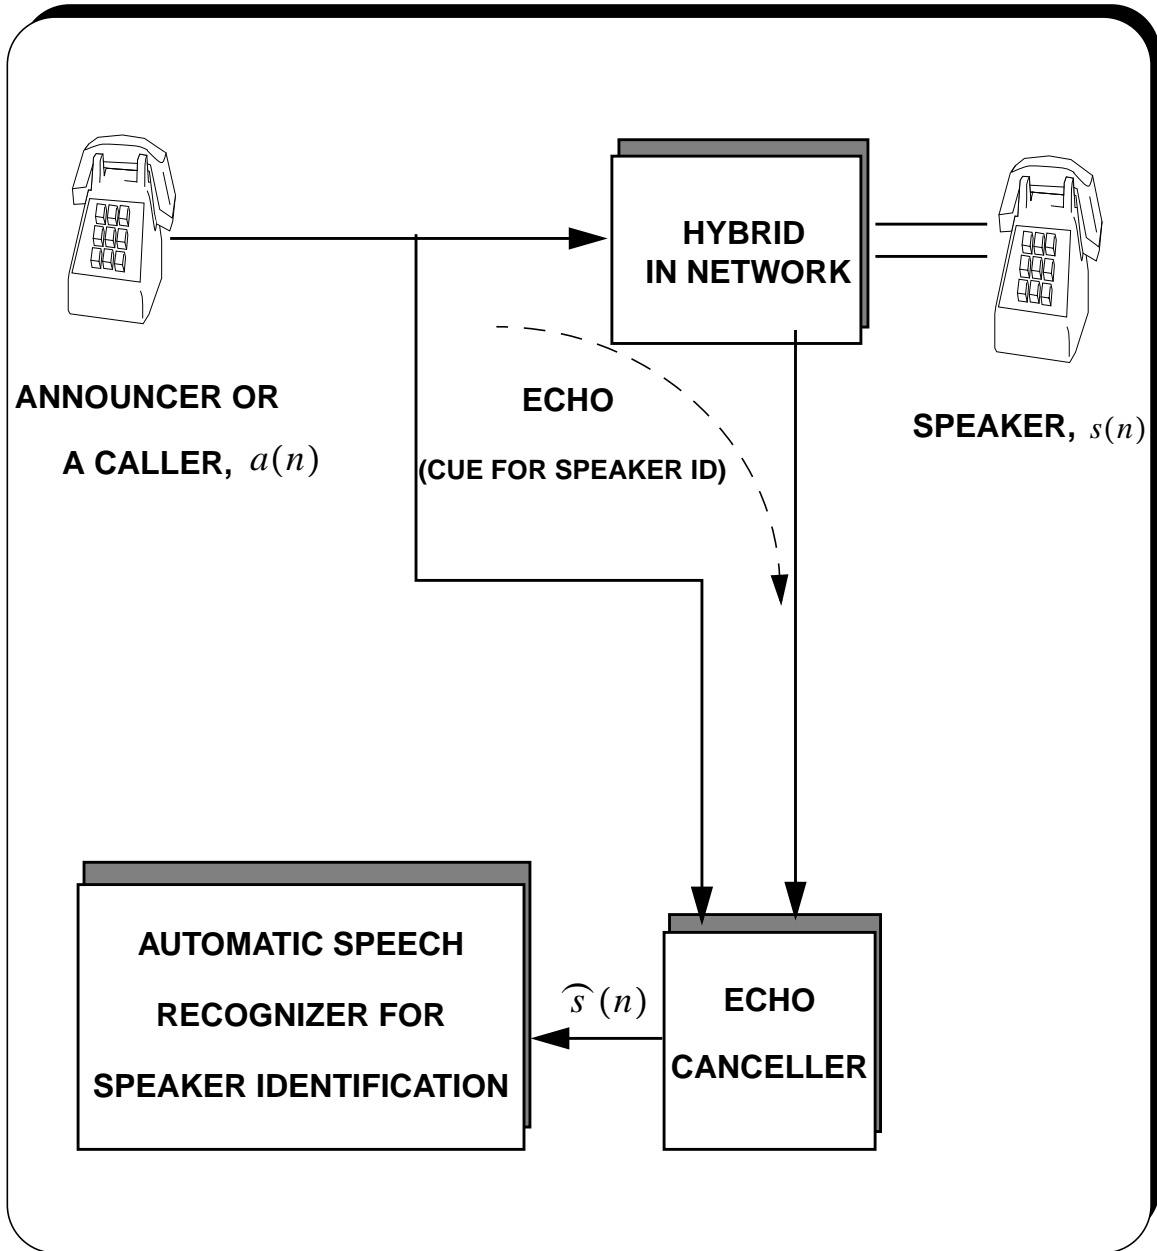 HYBRID
IN NETWORK
ANNOUNCER OR
A CALLER, a(n)
ECHO
(CUE FOR SPEAKER ID)
SPEAKER, s(n)
AUTOMATIC SPEECH
RECOGNIZER FOR
SPEAKER IDENTIFICATION
ŝ(n)
ECHO
CANCELLER